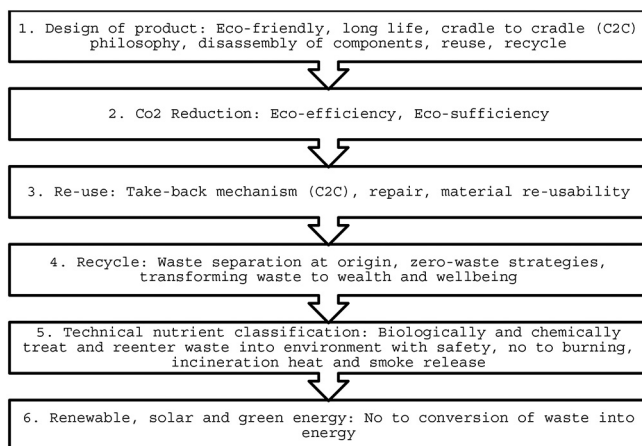 1. Design of product: Eco-friendly, long life, cradle to cradle (C2C)
philosophy, disassembly of components, reuse, recycle
2. Co2 Reduction: Eco-efficiency, Eco-sufficiency
3. Re-use: Take-back mechanism (C2C), repair, material re-usability
4. Recycle: Waste separation at origin, zero-waste strategies,
transforming waste to wealth and wellbeing
5. Technical nutrient classification: Biologically and chemically
treat and reenter waste into environment with safety, no to burning,
incineration heat and smoke release
6. Renewable, solar and green energy: No to conversion of waste into
energy